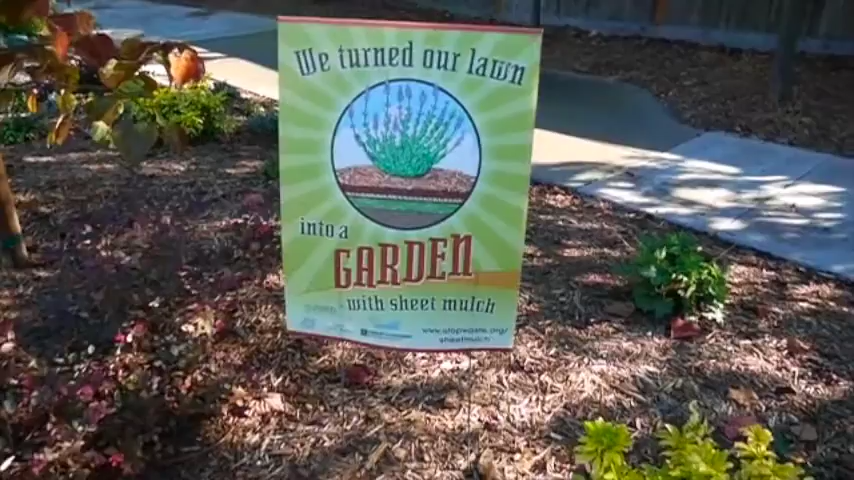 We turned our lawn
into a
GARDEN
with sheet mulch
www.stopwaste.org/
sheetmulch